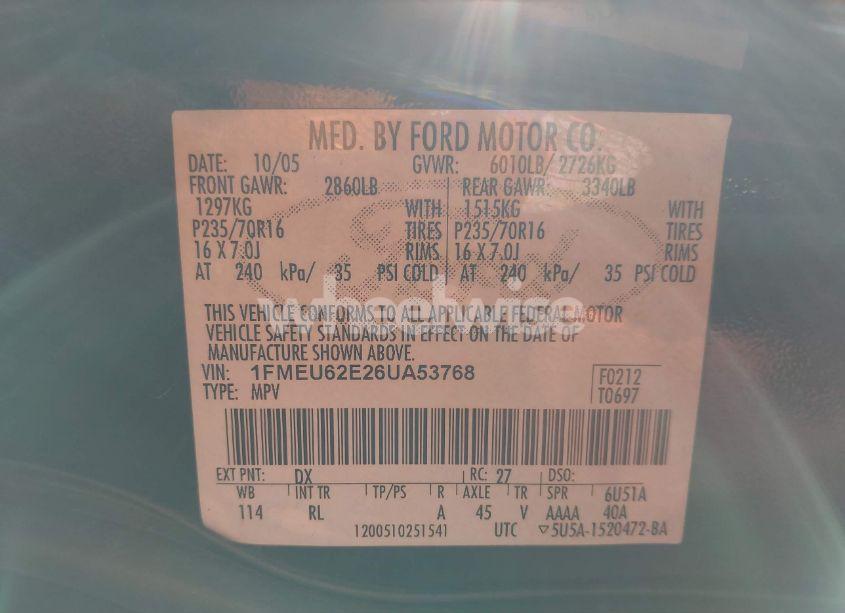 MFD. BY FORD MOTOR CO.
DATE: 10/05 GVWR: 6010LB/ 2726KG
FRONT GAWR: 2860LB REAR GAWR: 3340LB
1297KG WITH 1515KG WITH
P235/70R16 TIRES P235/70R16 TIRES
16 X 7.0J RIMS 16 X 7.0J RIMS
AT 240 kPa/ 35 PSI COLD AT 240 kPa/ 35 PSI COLD
wheelwise
THIS VEHICLE CONFORMS TO ALL APPLICABLE FEDERAL MOTOR
VEHICLE SAFETY STANDARDS IN EFFECT ON THE DATE OF
MANUFACTURE SHOWN ABOVE.
VIN: 1FMEU62E26UA53768 F0212
TYPE: MPV T0697
EXT PNT: DX RC: 27 DSO:
WB INT TR TP/PS R AXLE TR SPR 6U51A
114 RL A 45 V AAAA 40A
1200510251541 UTC ▽5U5A-1520472-BA